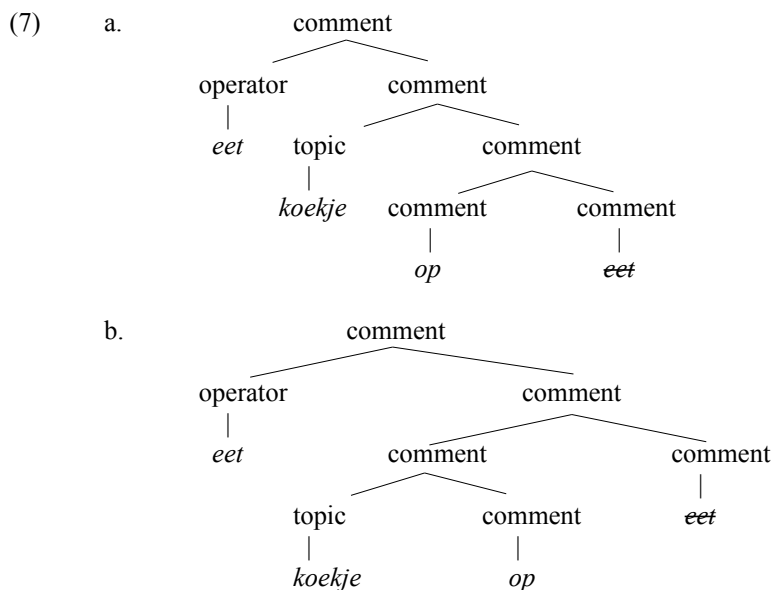 (7) a. comment
operator comment
eet topic comment
koekje comment comment
op eet
b. comment
operator comment
eet comment comment
topic comment eet
koekje op